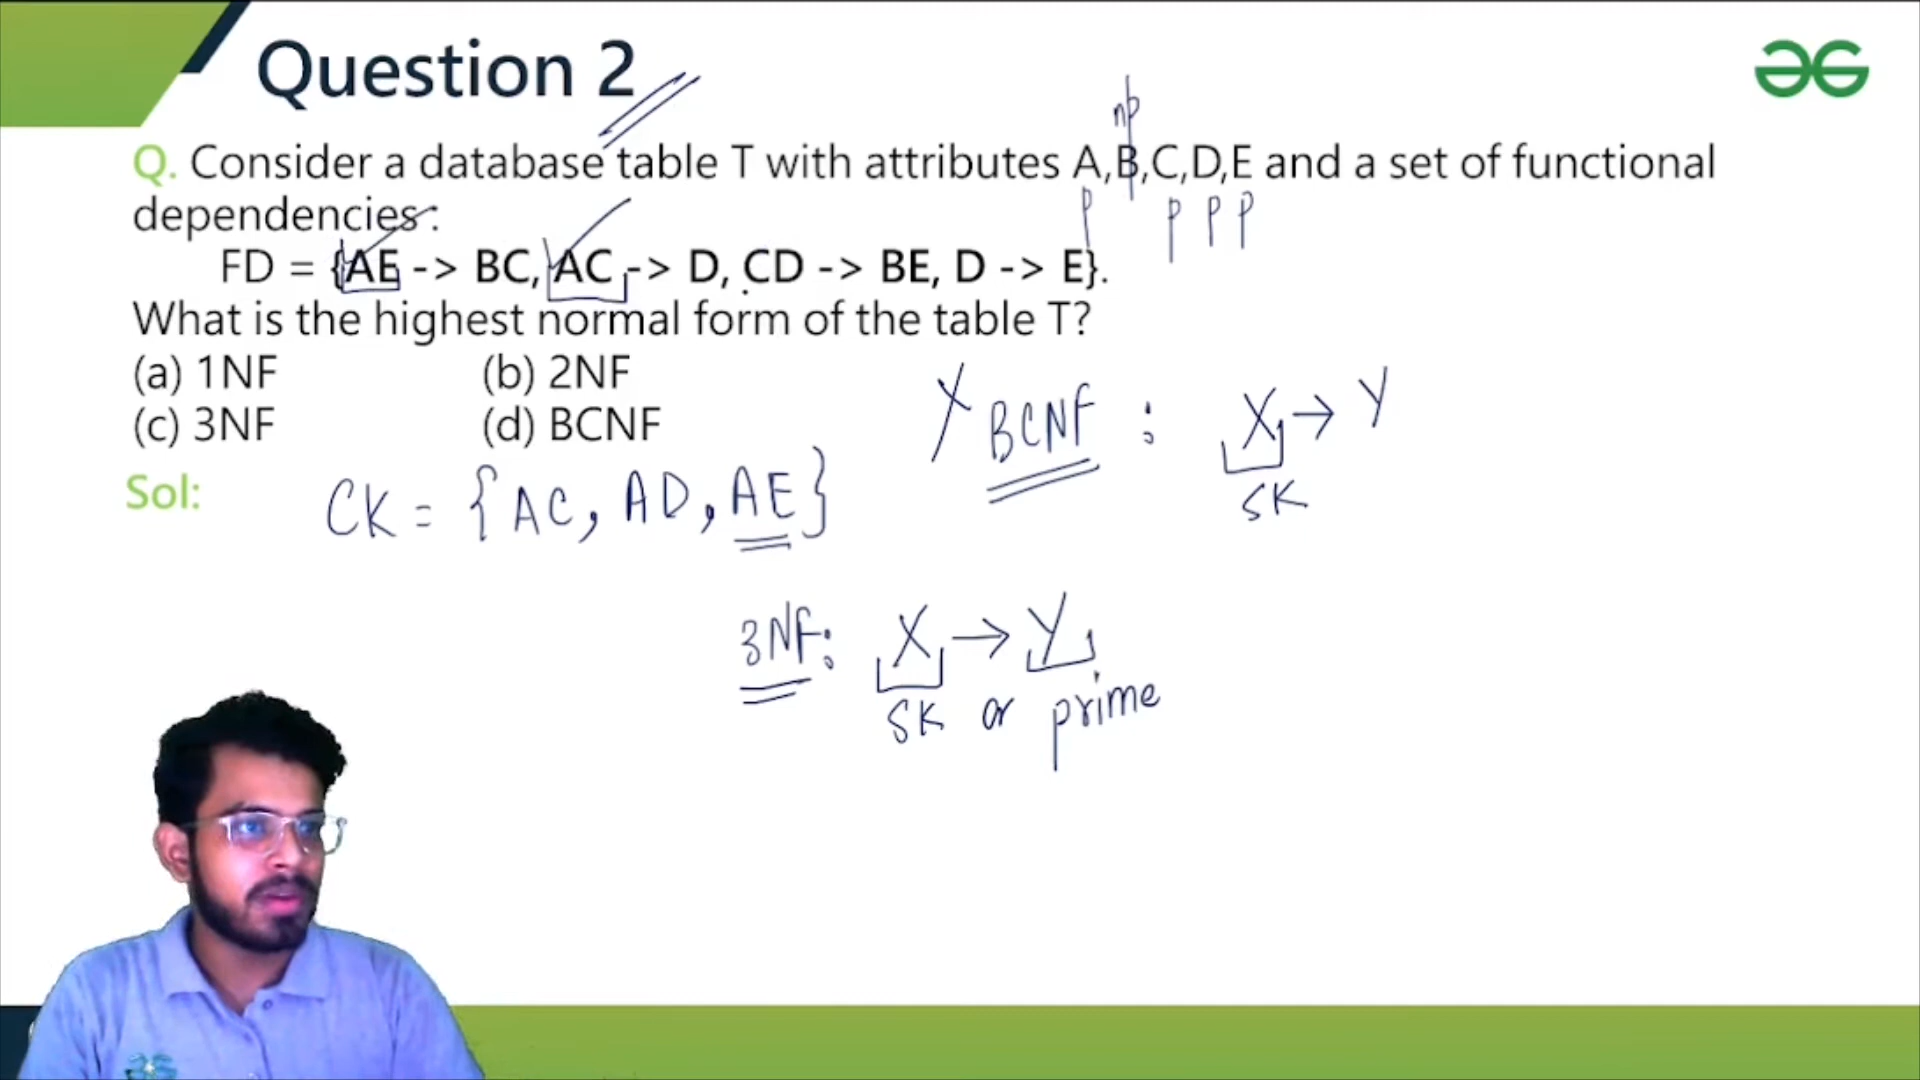 Question 2
np
Q. Consider a database table T with attributes A,B,C,D,E and a set of functional
dependencies :
p p p p
FD = {AE -> BC, AC -> D, CD -> BE, D -> E}.
What is the highest normal form of the table T?
(a) 1NF (b) 2NF
(c) 3NF (d) BCNF
X BCNF : X → Y
SK
Sol:
CK = {AC, AD, AE}
3NF: X → Y
SK or prime